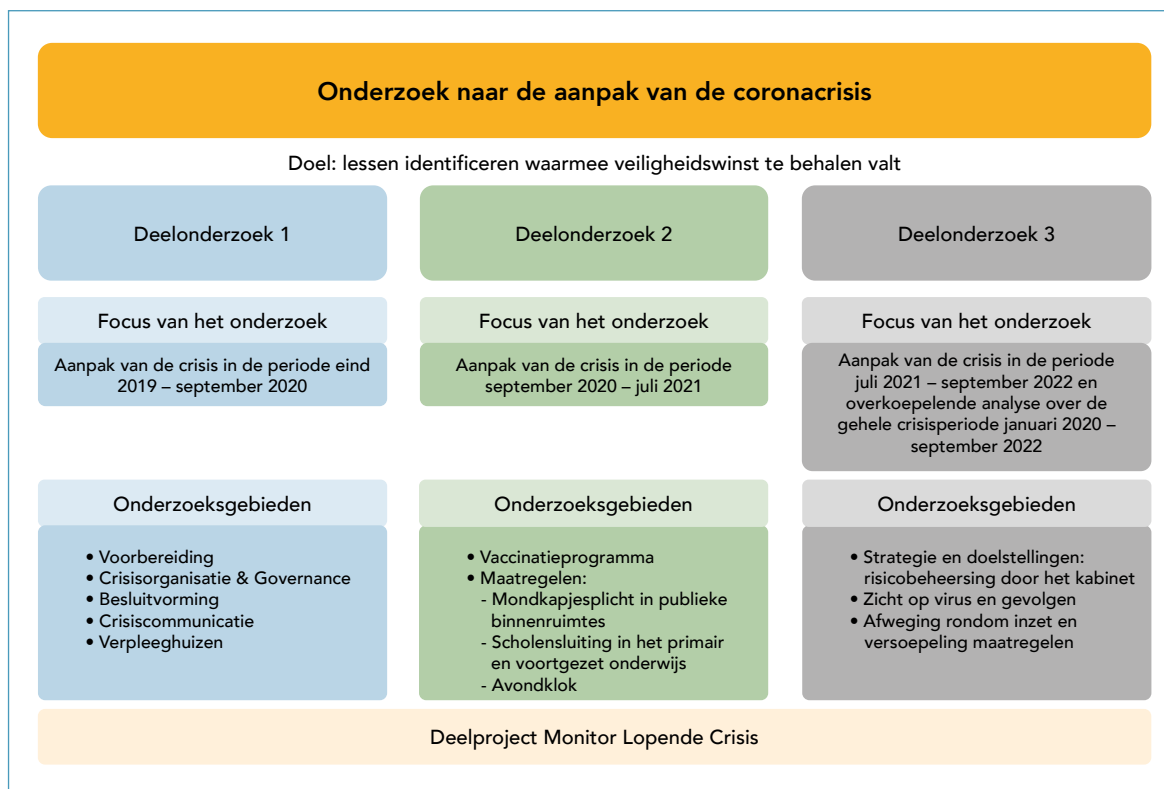 Onderzoek naar de aanpak van de coronacrisis
Doel: lessen identificeren waarmee veiligheidswinst te behalen valt
Deelonderzoek 1
Focus van het onderzoek
Aanpak van de crisis in de periode eind
2019 – september 2020
Onderzoeksgebieden
• Voorbereiding
• Crisisorganisatie & Governance
• Besluitvorming
• Crisiscommunicatie
• Verpleeghuizen
Deelonderzoek 2
Focus van het onderzoek
Aanpak van de crisis in de periode
september 2020 – juli 2021
Onderzoeksgebieden
• Vaccinatieprogramma
• Maatregelen:
- Mondkapjesplicht in publieke
binnenruimtes
- Scholensluiting in het primair
en voortgezet onderwijs
- Avondklok
Deelonderzoek 3
Focus van het onderzoek
Aanpak van de crisis in de periode
juli 2021 – september 2022 en
overkoepelende analyse over de
gehele crisisperiode januari 2020 –
september 2022
Onderzoeksgebieden
• Strategie en doelstellingen:
risicobeheersing door het kabinet
• Zicht op virus en gevolgen
• Afweging rondom inzet en
versoepeling maatregelen
Deelproject Monitor Lopende Crisis